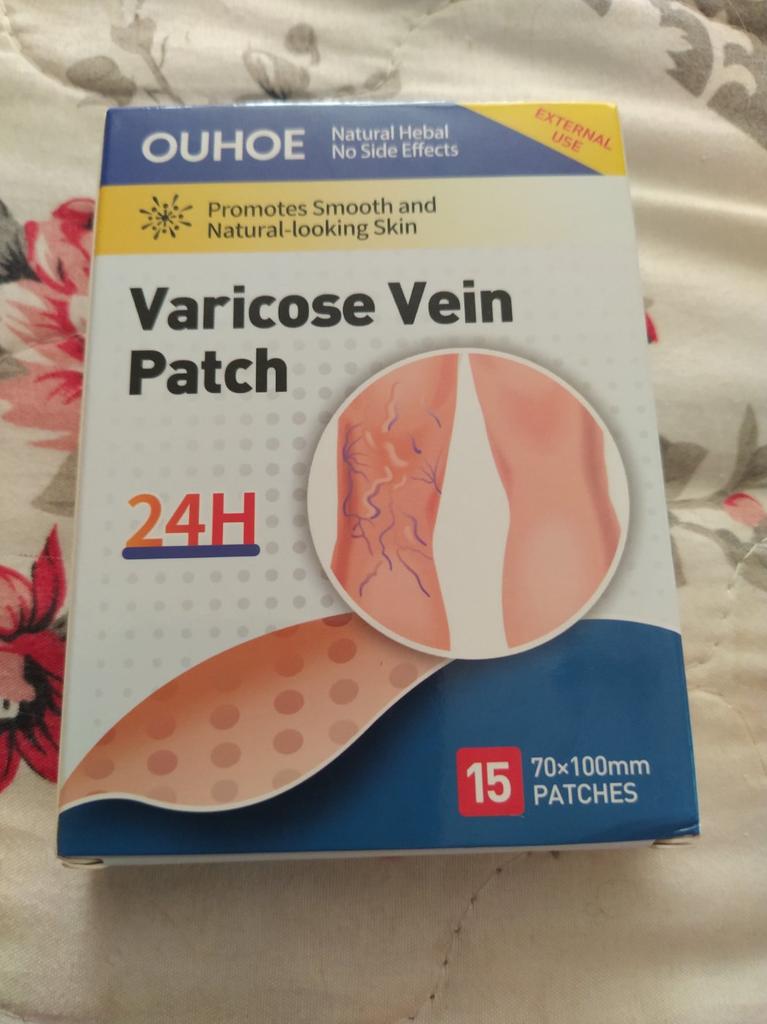 OUHOE
Natural Hebal
No Side Effects
EXTERNAL
USE
Promotes Smooth and
Natural-looking Skin
Varicose Vein
Patch
24H
15
70×100mm
PATCHES